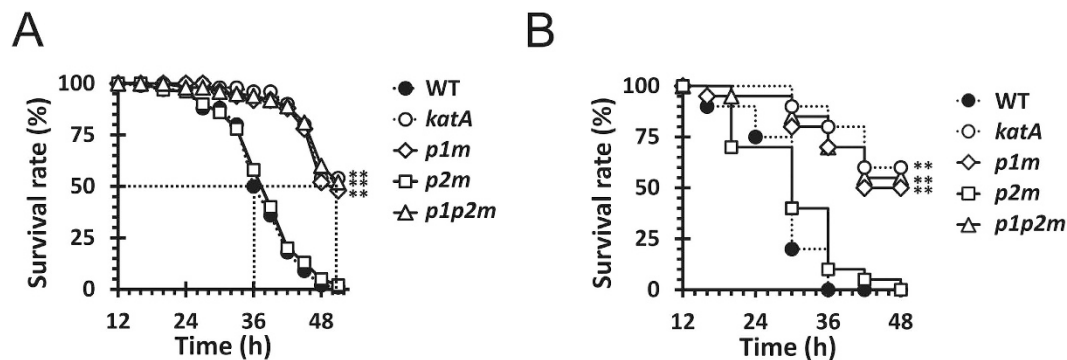 A
Survival rate (%)
100
75
50
25
0
12
24
36
48
Time (h)
**
**
**
WT
katA
p1m
p2m
p1p2m
B
Survival rate (%)
100
75
50
25
0
12
24
36
48
Time (h)
**
**
**
WT
katA
p1m
p2m
p1p2m